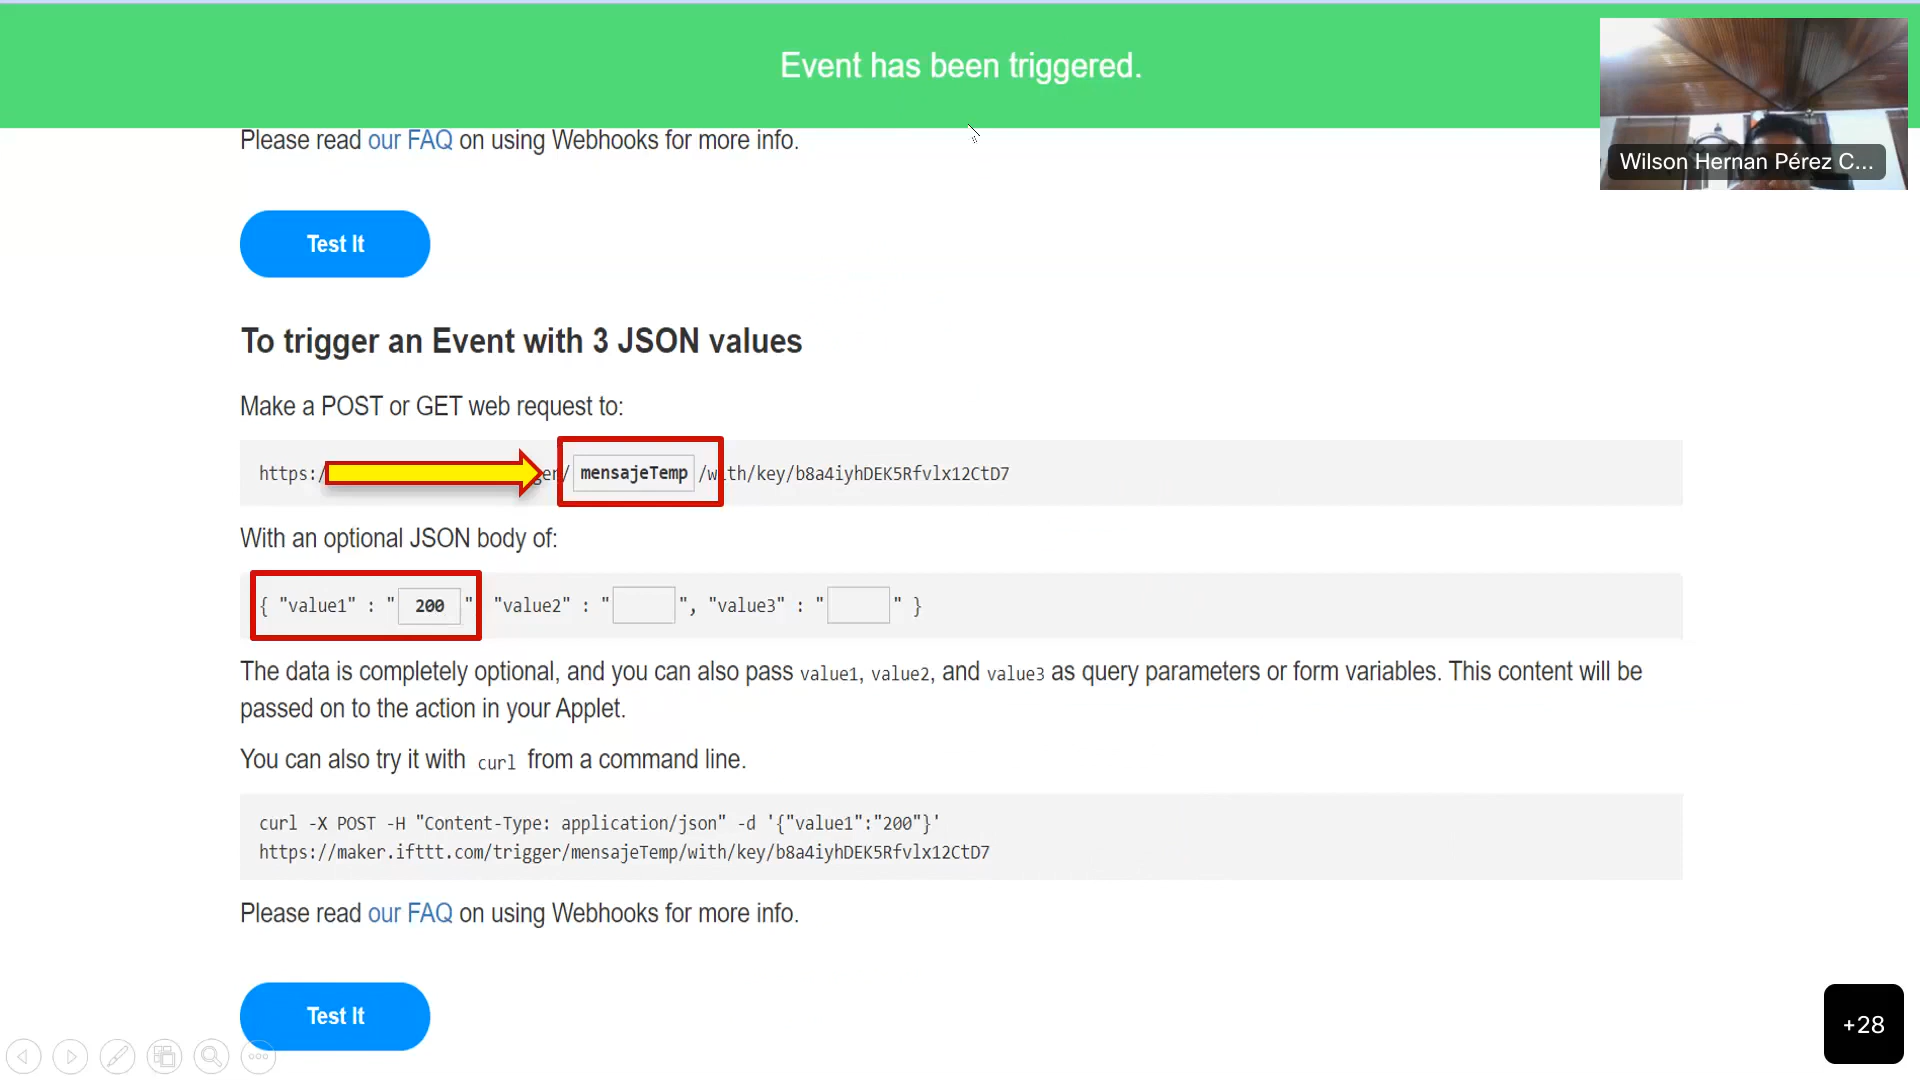 Event has been triggered.
Please read our FAQ on using Webhooks for more info.
Wilson Hernan Pérez C...
Test It
To trigger an Event with 3 JSON values
Make a POST or GET web request to:
https:/ ger/ mensajeTemp /with/key/b8a4iyhDEK5Rfvlx12CtD7
With an optional JSON body of:
{ "value1" : " 200 " "value2" : " ", "value3" : " " }
The data is completely optional, and you can also pass value1, value2, and value3 as query parameters or form variables. This content will be
passed on to the action in your Applet.
You can also try it with curl from a command line.
curl -X POST -H "Content-Type: application/json" -d '{"value1":"200"}'
https://maker.ifttt.com/trigger/mensajeTemp/with/key/b8a4iyhDEK5Rfvlx12CtD7
Please read our FAQ on using Webhooks for more info.
Test It
+28